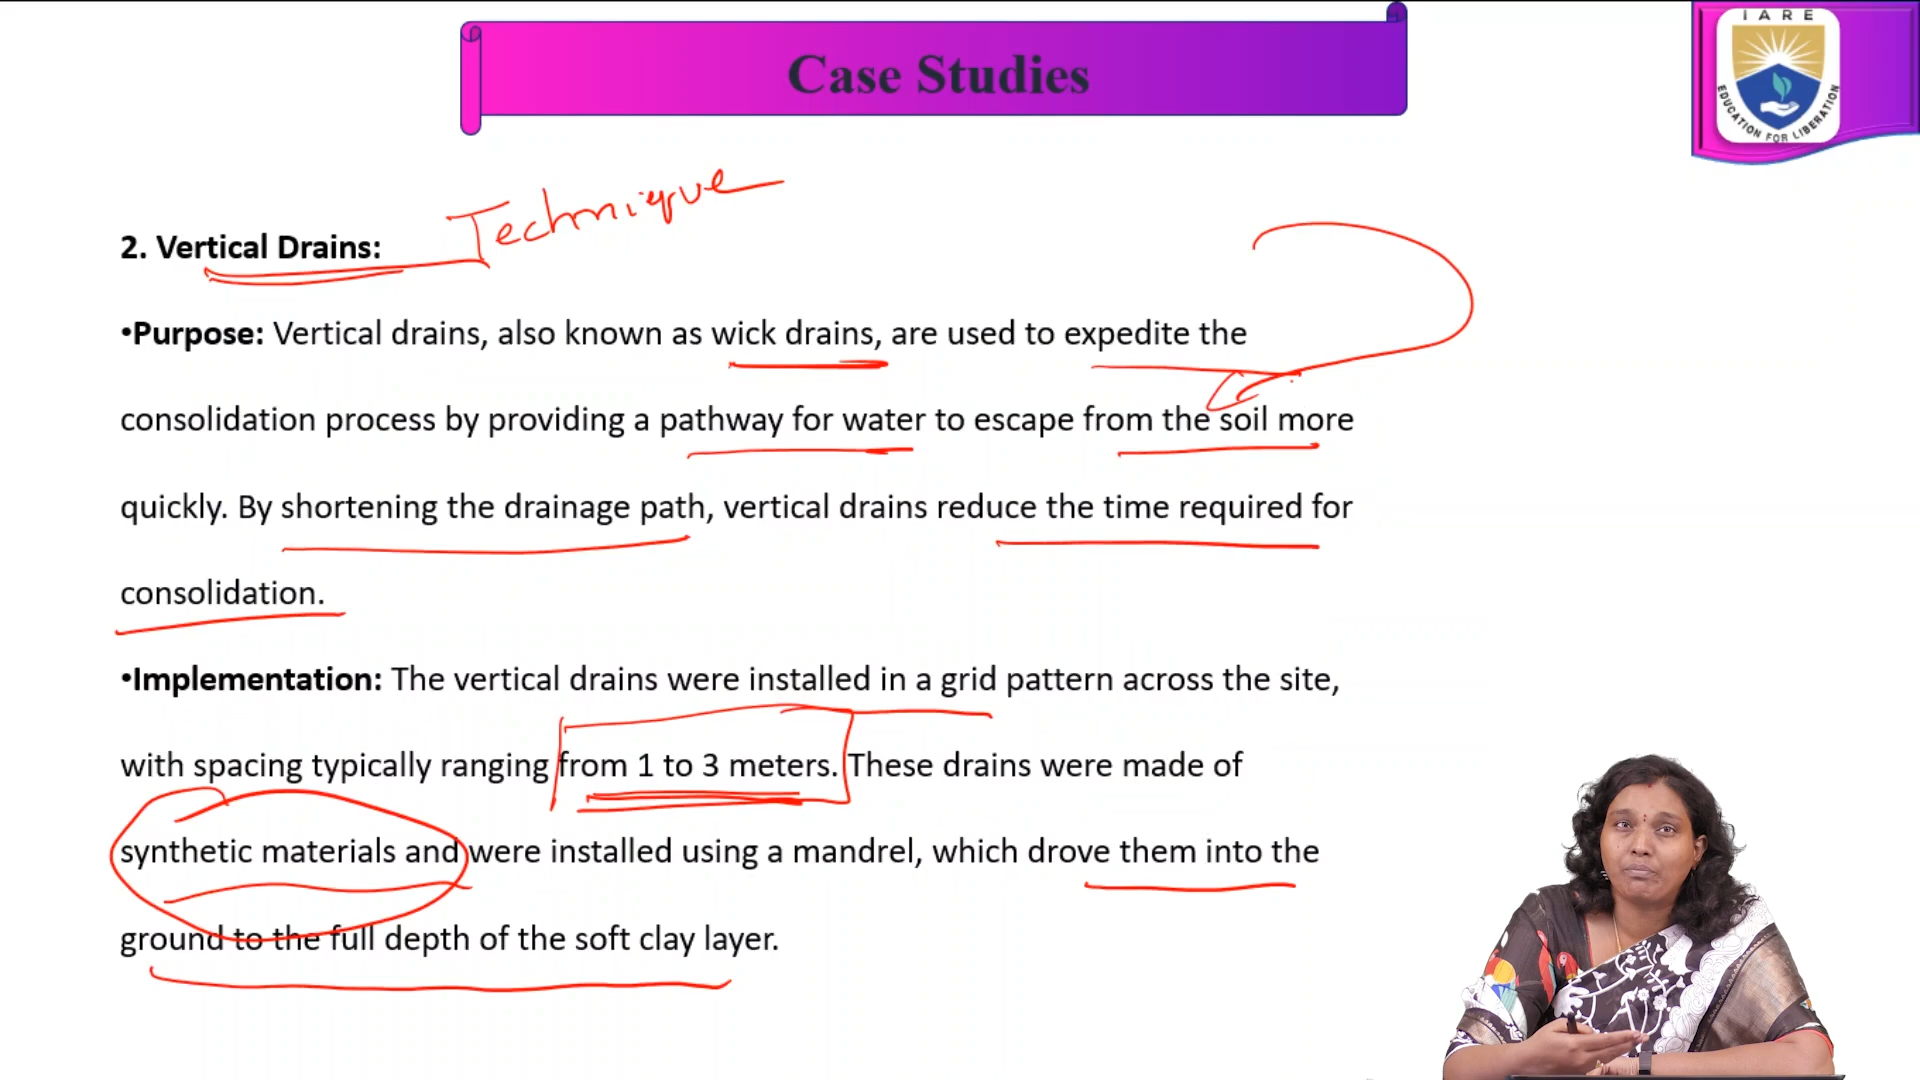 Case Studies
IARE
EDUCATION FOR LIBERATION
Technique
2. Vertical Drains:
•Purpose: Vertical drains, also known as wick drains, are used to expedite the
consolidation process by providing a pathway for water to escape from the soil more
quickly. By shortening the drainage path, vertical drains reduce the time required for
consolidation.
•Implementation: The vertical drains were installed in a grid pattern across the site,
with spacing typically ranging from 1 to 3 meters. These drains were made of
synthetic materials and were installed using a mandrel, which drove them into the
ground to the full depth of the soft clay layer.